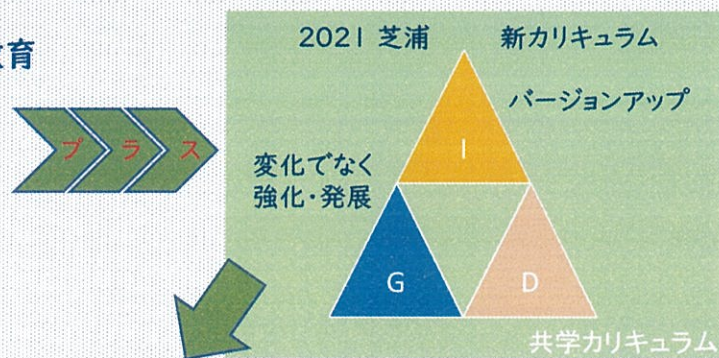 育
2021 芝浦 新カリキュラム
バージョンアップ
プラス
I
変化でなく
強化・発展
G D
共学カリキュラム